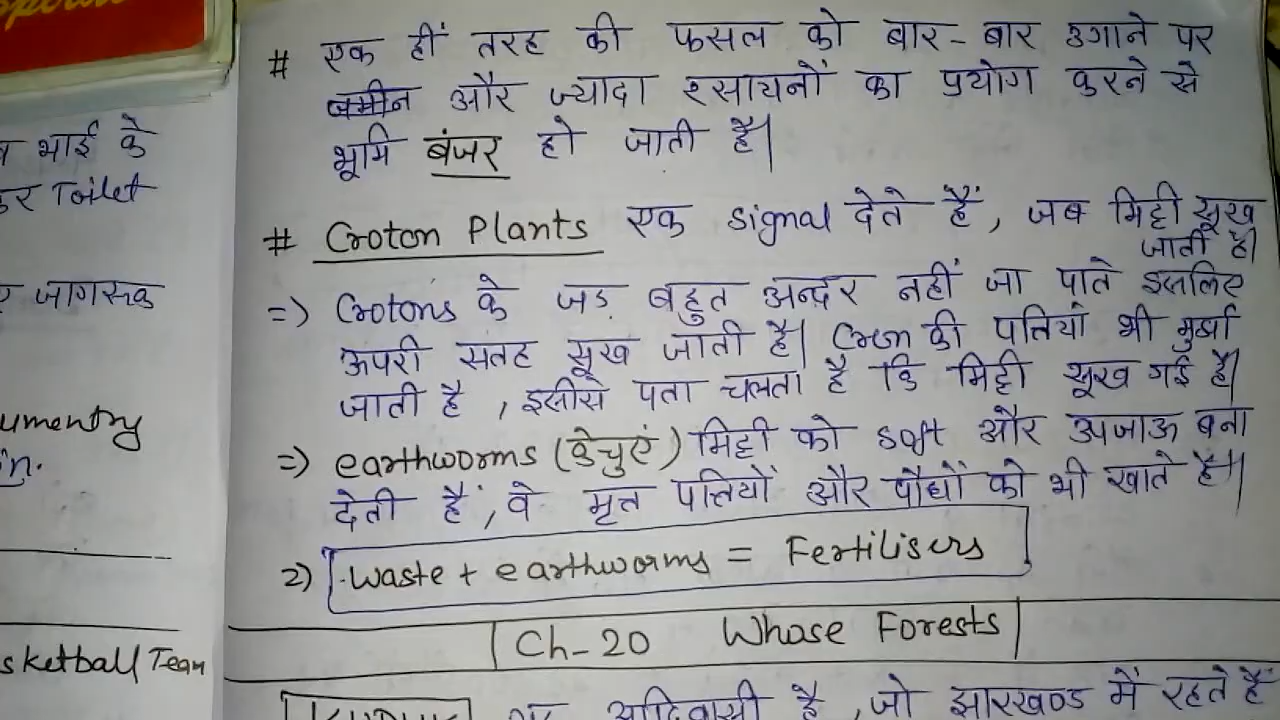 भाई के
Toilet
जागरूक
umentry
in.
sketball Team
# एक हीं तरह की फसल को बार-बार उगाने पर
जमीन और ज्यादा रसायनों का प्रयोग करने से
भूमि बंजर हो जाती है।
# Croton Plants एक signal देते हैं, जब मिट्टी सूख
जाती है।
=) Crotons के जड़ बहुत अन्दर नहीं जा पाते इसलिए
ऊपरी सतह सूख जाती है। की पतियाँ भी मुर्झा
जाती है, इसीसे पता चलता है कि मिट्टी सूख गई है।
=) earthworms (केचुएं) मिट्टी को soft और उपजाऊ बना
देती हैं, वे मृत पत्तियों और पौधों को भी खाते हैं।
2) Waste + earthworms = Fertilisers
Ch-20 Whose Forests
आदिवासी है, जो झारखण्ड में रहते हैं